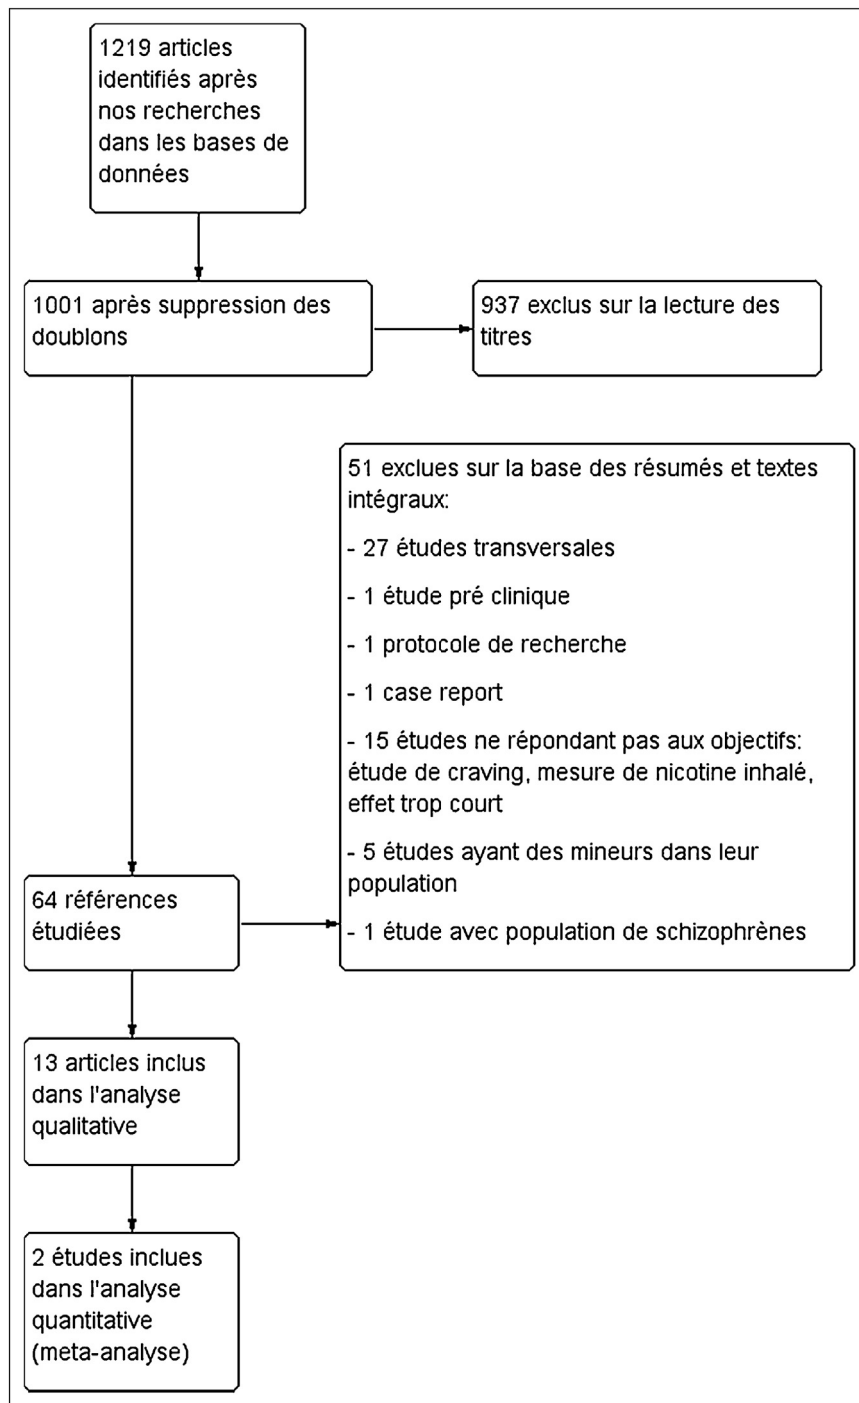 1219 articles
identifiés après
nos recherches
dans les bases de
données
1001 après suppression des
doublons
937 exclus sur la lecture des
titres
51 exclues sur la base des résumés et textes
intégraux:
- 27 études transversales
- 1 étude pré clinique
- 1 protocole de recherche
- 1 case report
- 15 études ne répondant pas aux objectifs:
étude de craving, mesure de nicotine inhalé,
effet trop court
- 5 études ayant des mineurs dans leur
population
- 1 étude avec population de schizophrènes
64 références
étudiées
13 articles inclus
dans l'analyse
qualitative
2 études inclues
dans l'analyse
quantitative
(meta-analyse)